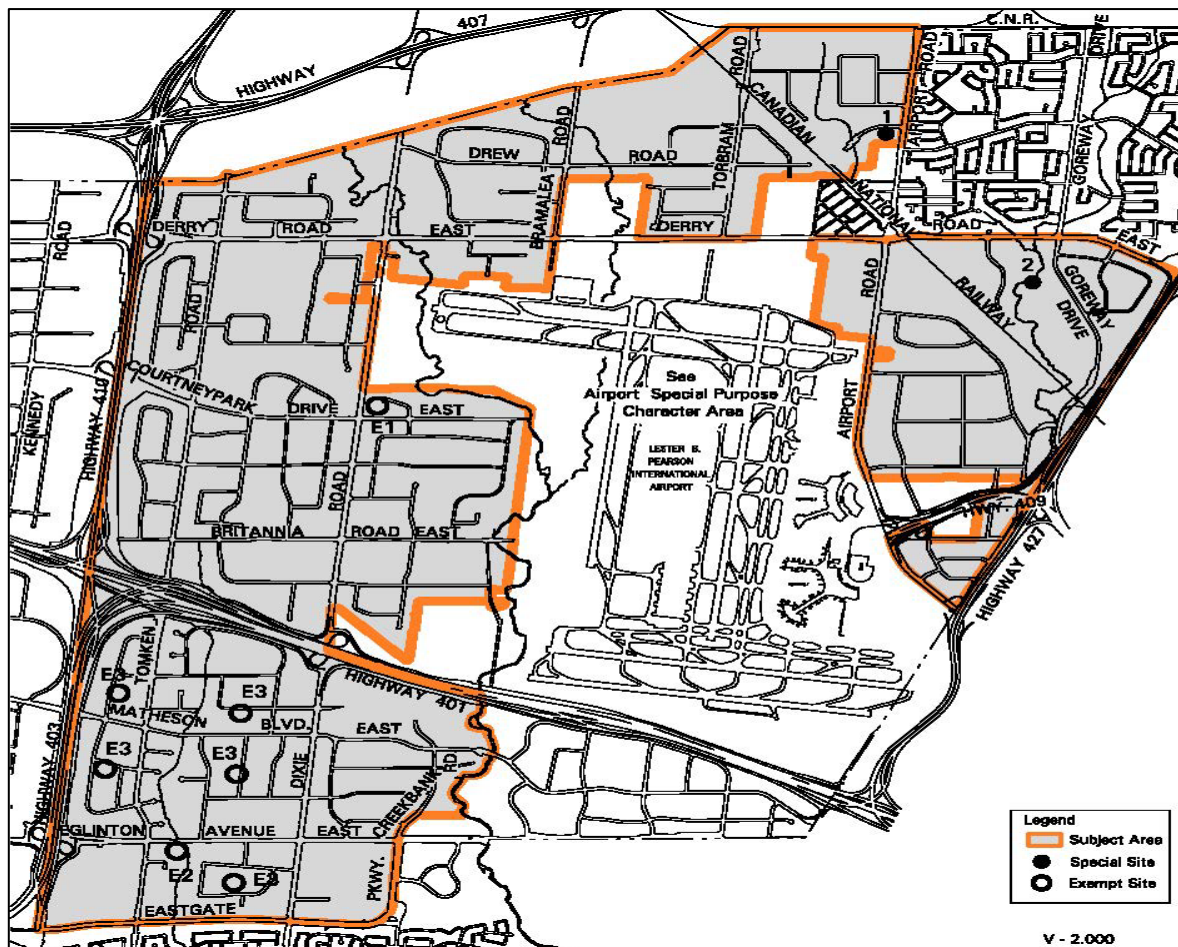 C.N.R.
HIGHWAY 407
ROAD
DRIVE
CANADIAN
NATIONAL
RAILWAY
1
AIRPORT ROAD
GOREWA
DREW ROAD
BRAMALEA ROAD
TORBRAM ROAD
DERRY ROAD EAST
DERRY ROAD EAST
KENNEDY ROAD
ROAD
2
GOREWAY DRIVE
AIRPORT ROAD
See
Airport Special Purpose
Character Area
LESTER B.
PEARSON
INTERNATIONAL
AIRPORT
COURTNEYPARK DRIVE EAST
E1
HIGHWAY 410
ROAD
BRITANNIA ROAD EAST
HWY. 409
HIGHWAY 427
HIGHWAY 401
TOMKEN
E3
E3
MATHESON BLVD. EAST
E3
E3
DIXIE
HIGHWAY 403
CREEKBANK RD
EGLINTON AVENUE EAST
E2
E3
PKWY.
EASTGATE
Legend
Subject Area
Special Site
Exempt Site
V - 2.000